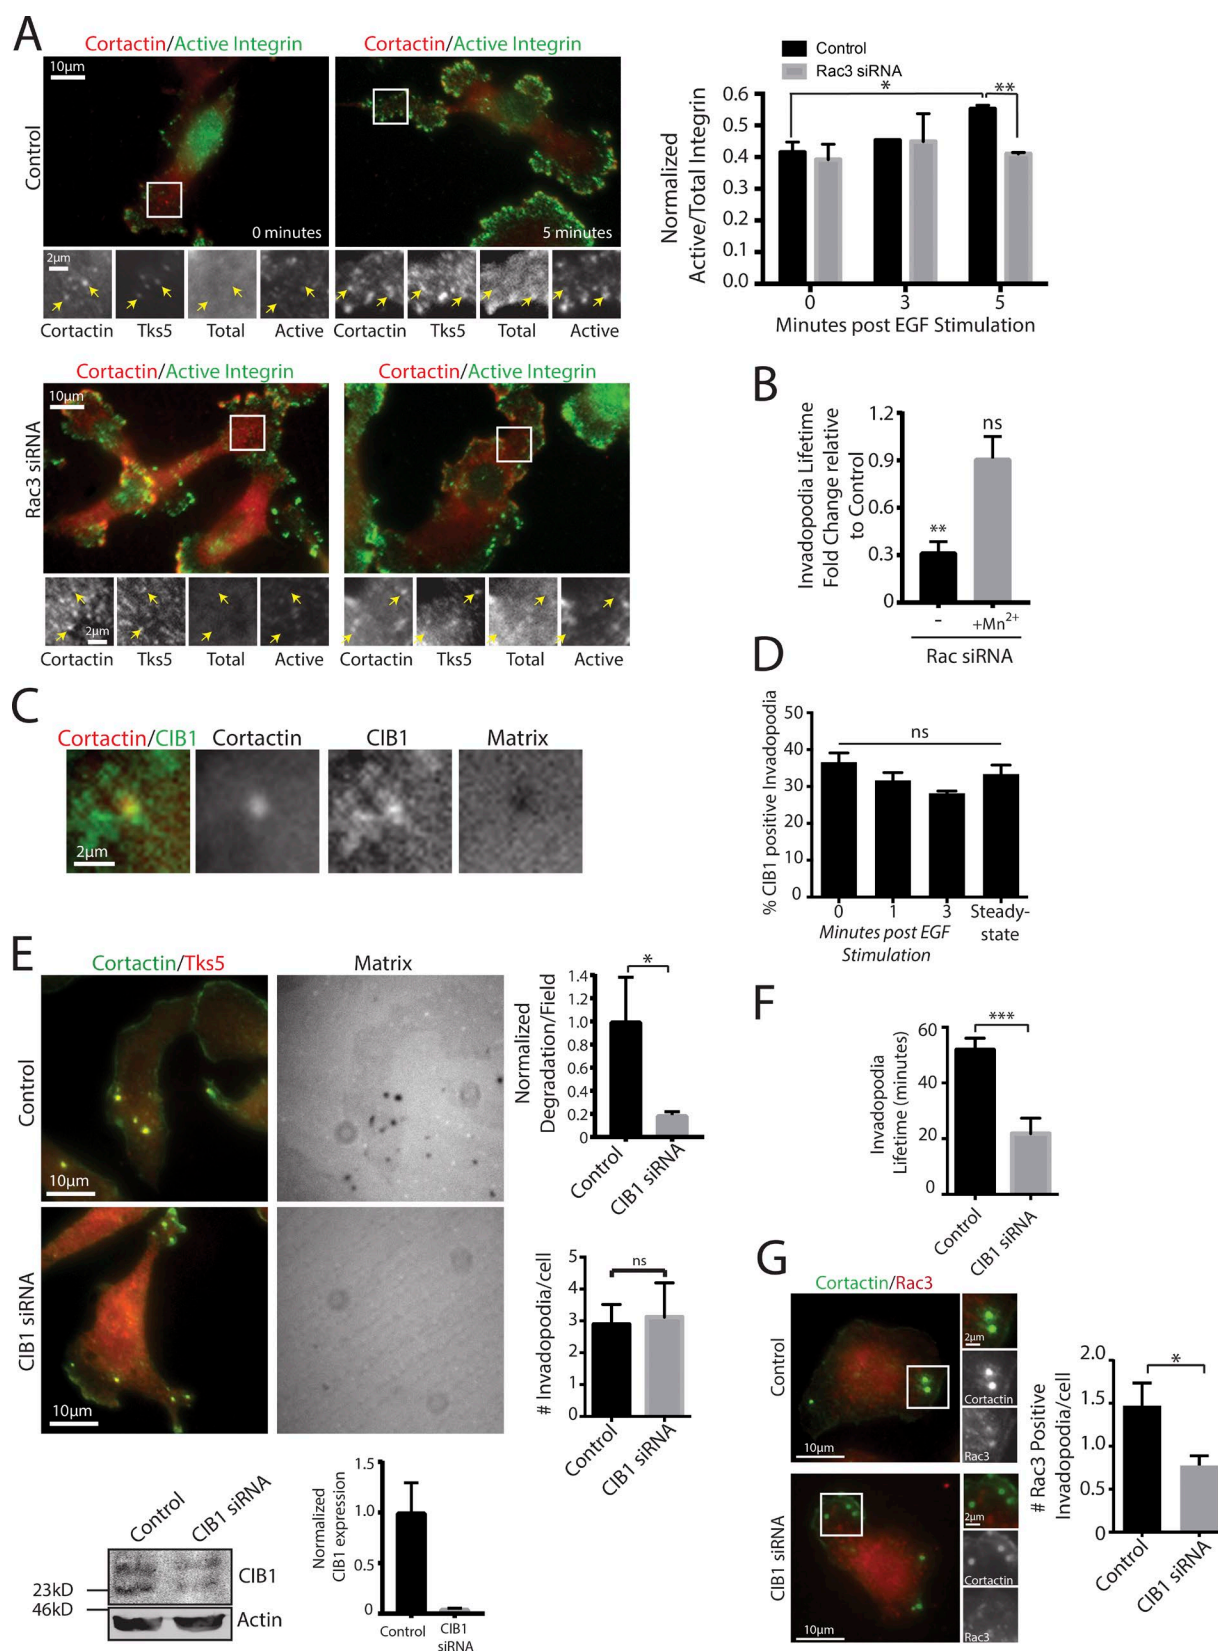 A
Cortactin/Active Integrin
Cortactin/Active Integrin
10µm
Control
0 minutes
5 minutes
2µm
Cortactin
Tks5
Total
Active
Cortactin
Tks5
Total
Active
Cortactin/Active Integrin
Cortactin/Active Integrin
10µm
Rac3 siRNA
2µm
Cortactin
Tks5
Total
Active
Cortactin
Tks5
Total
Active
Control
Rac3 siRNA
Normalized
Active/Total Integrin
0.6
0.5
0.4
0.3
0.2
0.1
0.0
*
**
0
3
5
Minutes post EGF Stimulation
B
Invadopodia Lifetime
Fold Change relative
to Control
1.2
0.9
0.6
0.3
0
**
ns
-
+Mn2+
Rac siRNA
C
Cortactin/CIB1
Cortactin
CIB1
Matrix
2µm
D
% CIB1 positive Invadopodia
50
40
30
20
10
0
ns
0
1
3
Steady-
state
Minutes post EGF
Stimulation
E
Cortactin/Tks5
Matrix
Control
10µm
CIB1 siRNA
10µm
Normalized
Degradation/Field
1.4
1.2
1.0
0.8
0.6
0.4
0.2
0
*
Control
CIB1 siRNA
# Invadopodia/cell
5
4
3
2
1
0
ns
Control
CIB1 siRNA
Control
CIB1 siRNA
23kD
46kD
CIB1
Actin
Normalized
CIB1 expression
1.5
1.0
0.5
0
Control
CIB1
siRNA
F
Invadopodia
Lifetime (minutes)
60
40
20
0
***
Control
CIB1 siRNA
G
Cortactin/Rac3
Control
10µm
2µm
Cortactin
Rac3
CIB1 siRNA
10µm
2µm
Cortactin
Rac3
# Rac3 Positive
Invadopodia/cell
2.0
1.5
1.0
0.5
0
*
Control
CIB1 siRNA